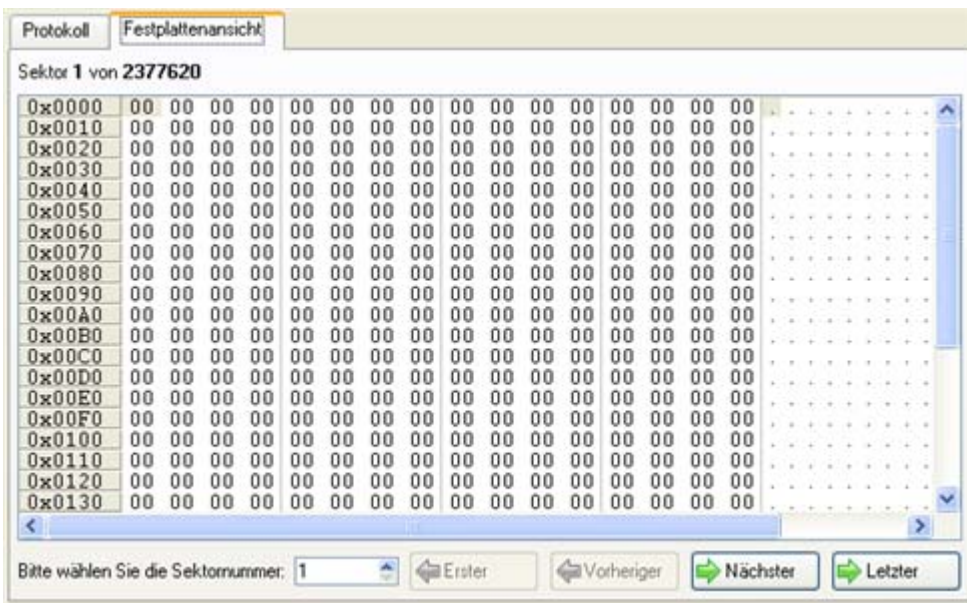 Protokoll Festplattenansicht
Sektor 1 von 2377620
0x0000 00 00 00 00 00 00 00 00 00 00 00 00 00 00 00 00 . . . . . . . .
0x0010 00 00 00 00 00 00 00 00 00 00 00 00 00 00 00 00 . . . . . . . .
0x0020 00 00 00 00 00 00 00 00 00 00 00 00 00 00 00 00 . . . . . . . .
0x0030 00 00 00 00 00 00 00 00 00 00 00 00 00 00 00 00 . . . . . . . .
0x0040 00 00 00 00 00 00 00 00 00 00 00 00 00 00 00 00 . . . . . . . .
0x0050 00 00 00 00 00 00 00 00 00 00 00 00 00 00 00 00 . . . . . . . .
0x0060 00 00 00 00 00 00 00 00 00 00 00 00 00 00 00 00 . . . . . . . .
0x0070 00 00 00 00 00 00 00 00 00 00 00 00 00 00 00 00 . . . . . . . .
0x0080 00 00 00 00 00 00 00 00 00 00 00 00 00 00 00 00 . . . . . . . .
0x0090 00 00 00 00 00 00 00 00 00 00 00 00 00 00 00 00 . . . . . . . .
0x00A0 00 00 00 00 00 00 00 00 00 00 00 00 00 00 00 00 . . . . . . . .
0x00B0 00 00 00 00 00 00 00 00 00 00 00 00 00 00 00 00 . . . . . . . .
0x00C0 00 00 00 00 00 00 00 00 00 00 00 00 00 00 00 00 . . . . . . . .
0x00D0 00 00 00 00 00 00 00 00 00 00 00 00 00 00 00 00 . . . . . . . .
0x00E0 00 00 00 00 00 00 00 00 00 00 00 00 00 00 00 00 . . . . . . . .
0x00F0 00 00 00 00 00 00 00 00 00 00 00 00 00 00 00 00 . . . . . . . .
0x0100 00 00 00 00 00 00 00 00 00 00 00 00 00 00 00 00 . . . . . . . .
0x0110 00 00 00 00 00 00 00 00 00 00 00 00 00 00 00 00 . . . . . . . .
0x0120 00 00 00 00 00 00 00 00 00 00 00 00 00 00 00 00 . . . . . . . .
0x0130 00 00 00 00 00 00 00 00 00 00 00 00 00 00 00 00 . . . . . . . .
Bitte wählen Sie die Sektornummer: 1 Erster Vorheriger Nächster Letzter